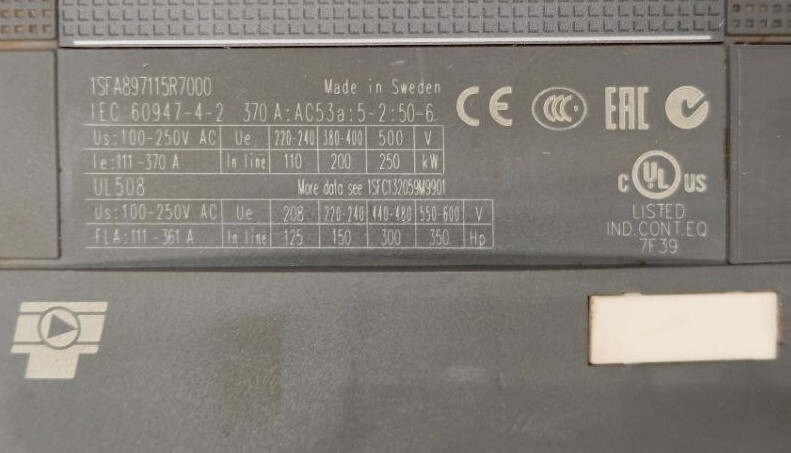 1SFA897115R7000 Made in Sweden
IEC 60947-4-2 370 A:AC53a:5-2:50-6
Us:100-250V AC Ue 220-240 380-400 500 V
Ie:111-370 A In line 110 200 250 kW
UL508 More data see 1SFC132059M9901
Us:100-250V AC Ue 208 220-240 440-480 550-600 V
FLA:111-361 A In line 125 150 300 350 Hp
CE CCC EAC
C UL US
LISTED
IND.CONT.EQ
7F39